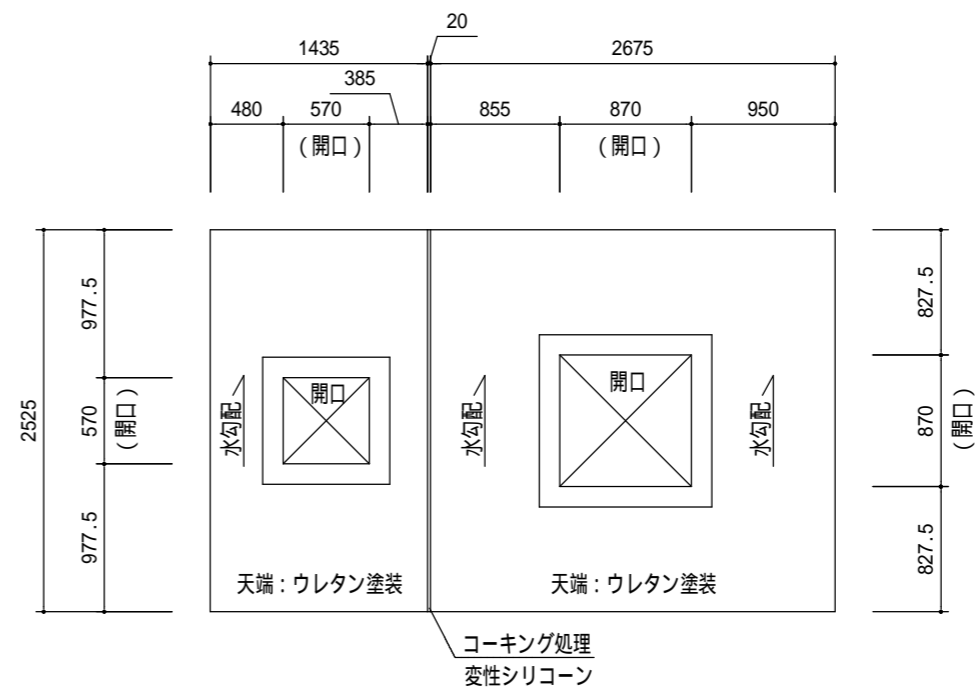 20
1435
2675
385
480
570
855
870
950
(開口)
(開口)
2525
977.5
570
(開口)
977.5
水勾配
開口
水勾配
開口
水勾配
827.5
870
(開口)
827.5
天端：ウレタン塗装
天端：ウレタン塗装
コーキング処理
変性シリコーン